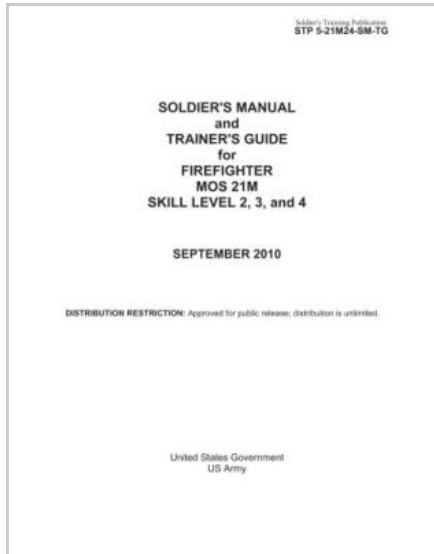 Soldier's Training Publication
STP 5-21M24-SM-TG
SOLDIER'S MANUAL
and
TRAINER'S GUIDE
for
FIREFIGHTER
MOS 21M
SKILL LEVEL 2, 3, and 4
SEPTEMBER 2010
DISTRIBUTION RESTRICTION: Approved for public release; distribution is unlimited.
United States Government
US Army